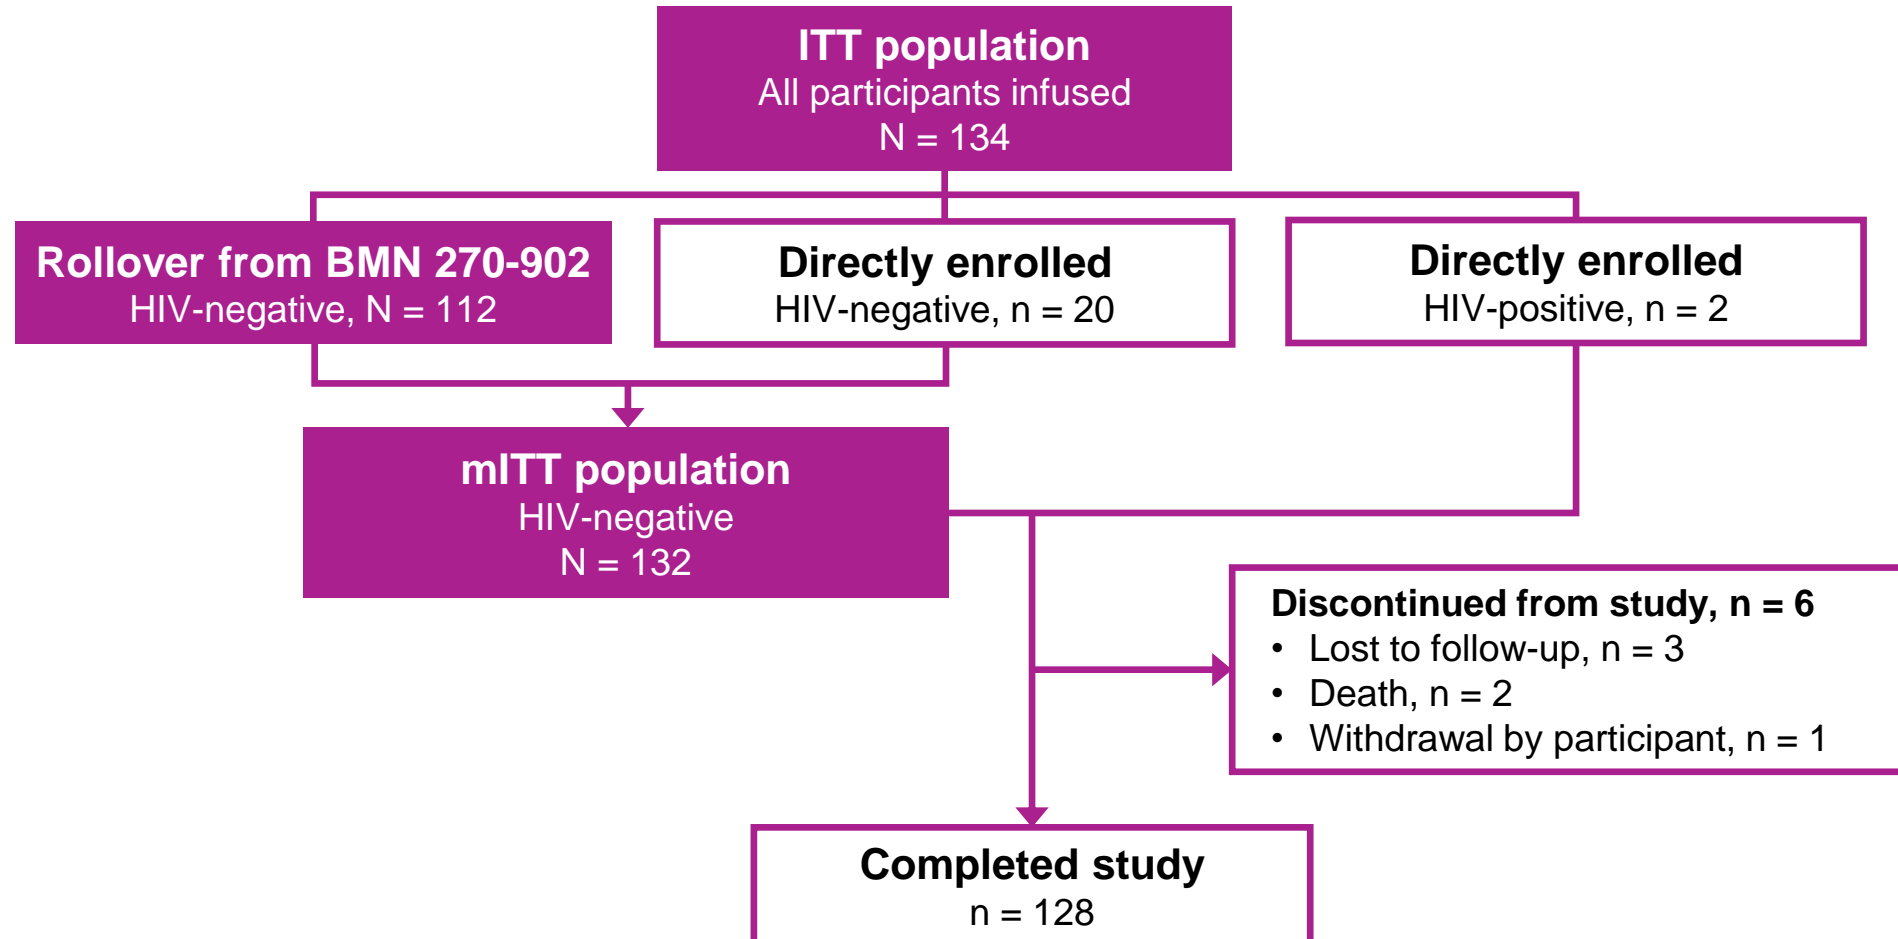 ITT population
All participants infused
N = 134
Rollover from BMN 270-902
HIV-negative, N = 112
Directly enrolled
HIV-negative, n = 20
Directly enrolled
HIV-positive, n = 2
mITT population
HIV-negative
N = 132
Discontinued from study, n = 6
• Lost to follow-up, n = 3
• Death, n = 2
• Withdrawal by participant, n = 1
Completed study
n = 128